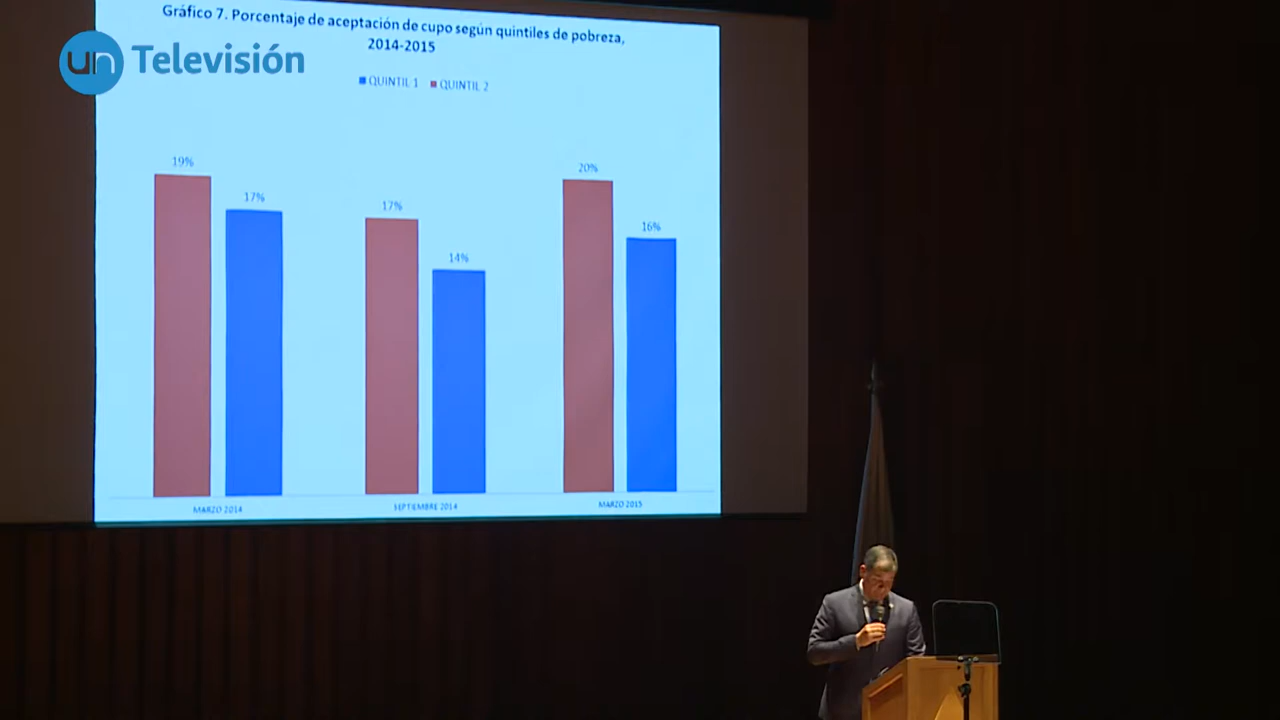 Gráfico 7. Porcentaje de aceptación de cupo según quintiles de pobreza,
2014-2015
un Televisión
QUINTIL 1 QUINTIL 2
19%
17%
17%
14%
20%
16%
MARZO 2014 SEPTIEMBRE 2014 MARZO 2015